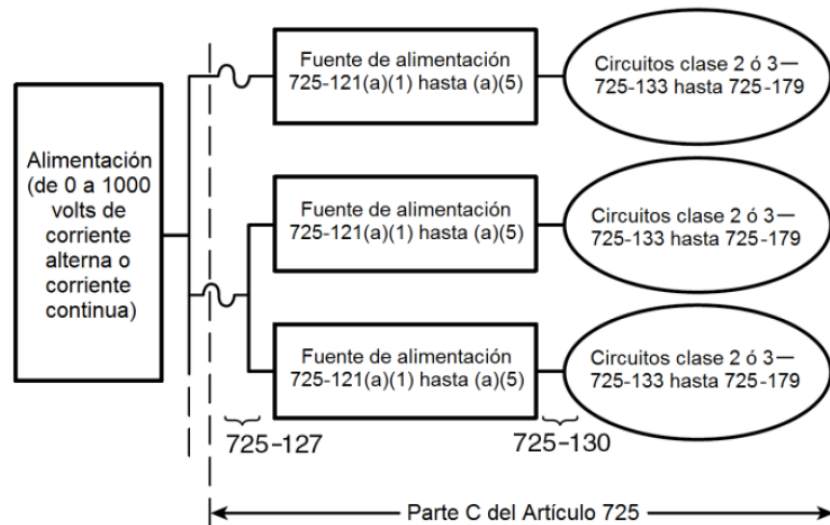 Alimentación
(de 0 a 1000
volts de
corriente
alterna o
corriente
continua)
Fuente de alimentación
725-121(a)(1) hasta (a)(5)
Circuitos clase 2 ó 3—
725-133 hasta 725-179
Fuente de alimentación
725-121(a)(1) hasta (a)(5)
Circuitos clase 2 ó 3—
725-133 hasta 725-179
Fuente de alimentación
725-121(a)(1) hasta (a)(5)
Circuitos clase 2 ó 3—
725-133 hasta 725-179
725-127
725-130
Parte C del Artículo 725